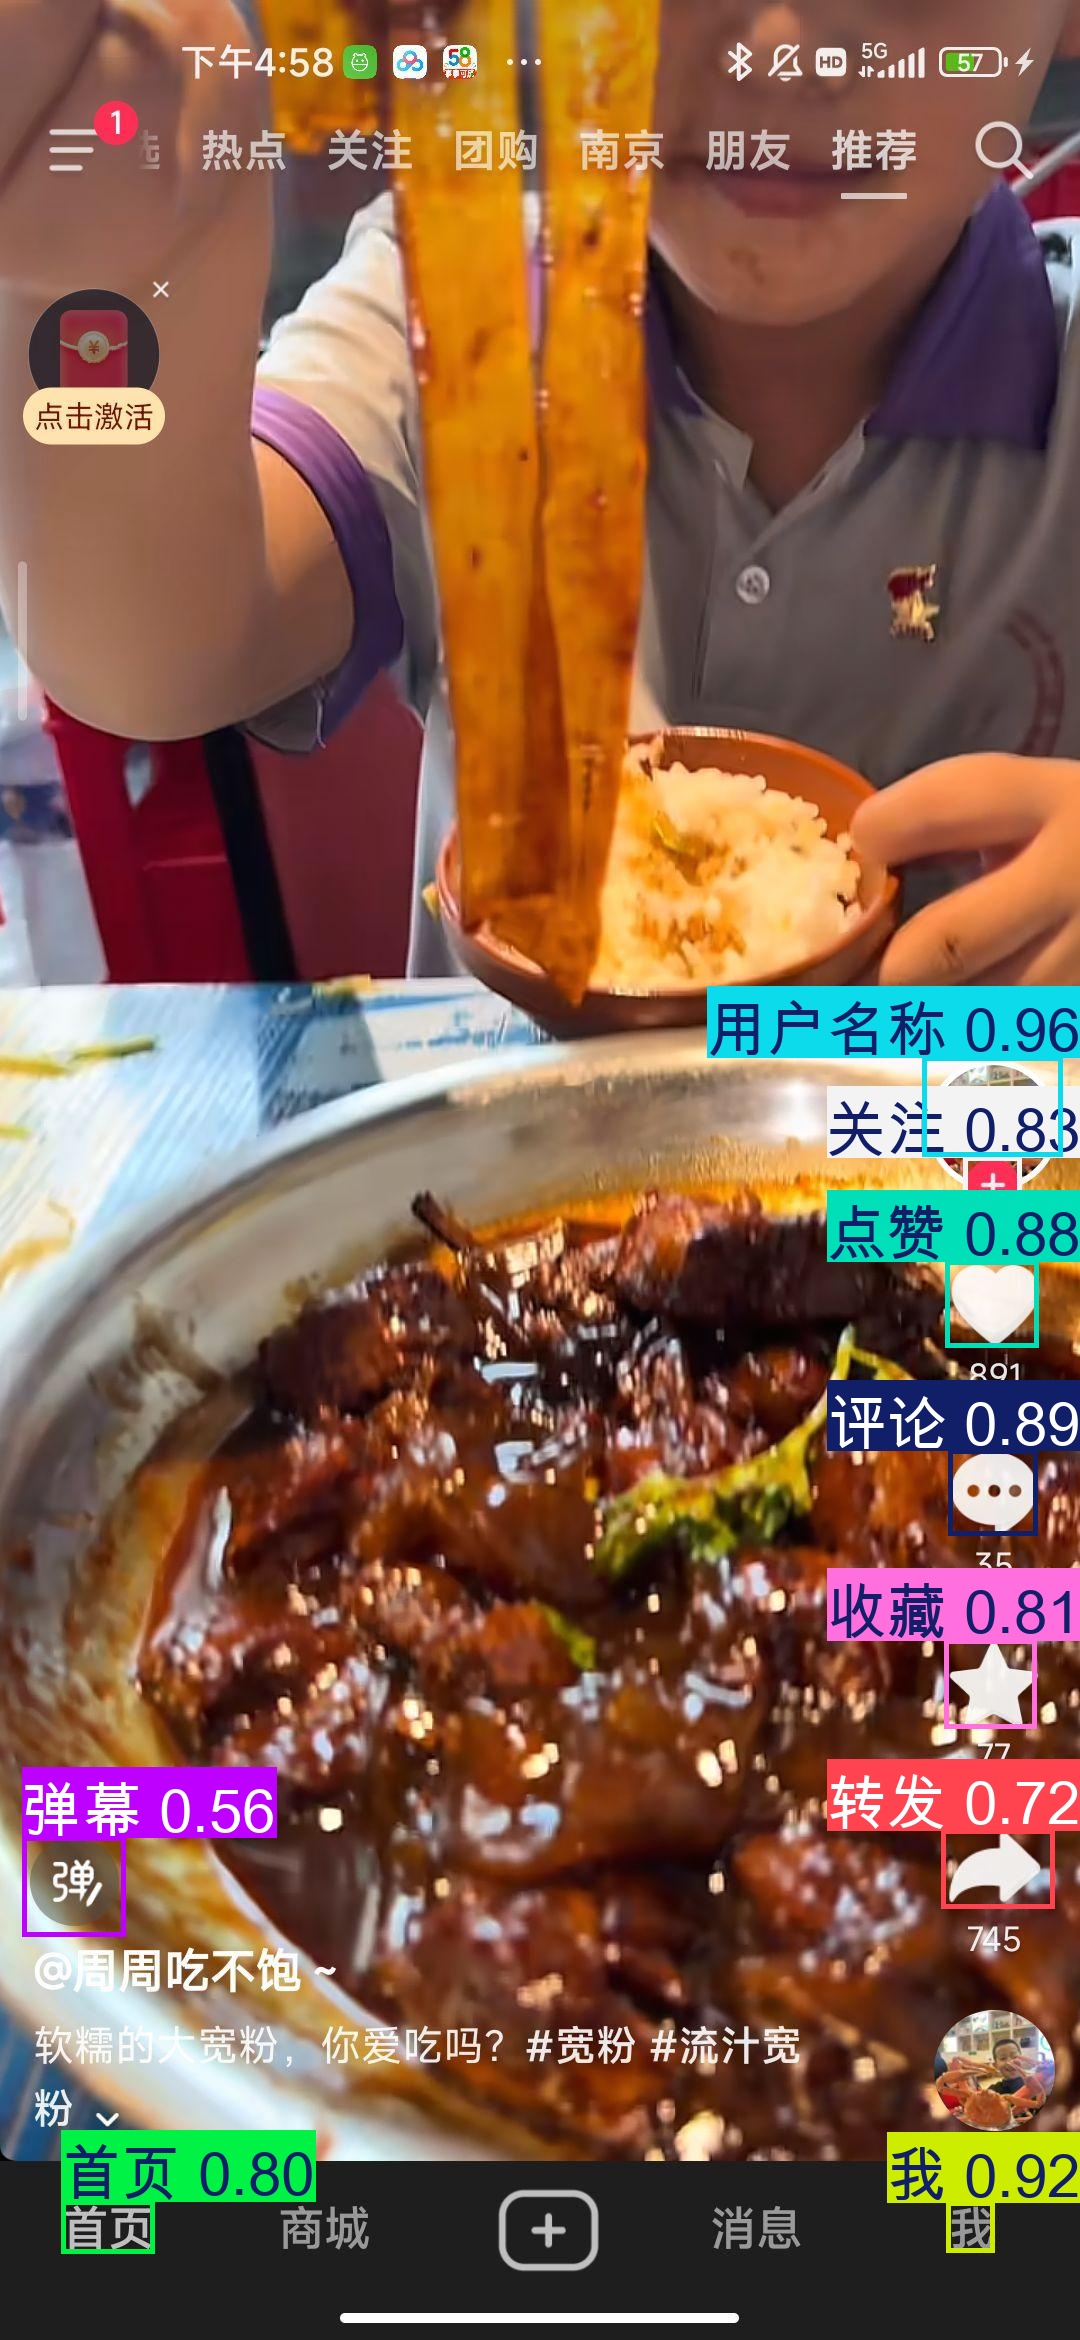 下午4:58
58
HD
5G
57
1
选 热点 关注 团购 南京 朋友 推荐
点击激活
用户名称 0.96
关注 0.83
点赞 0.88
891
评论 0.89
35
收藏 0.81
77
转发 0.72
弹幕 0.56
弹
745
@周周吃不饱～
软糯的大宽粉，你爱吃吗？#宽粉 #流汁宽
粉
首页 0.80
我 0.92
首页 商城 消息 我